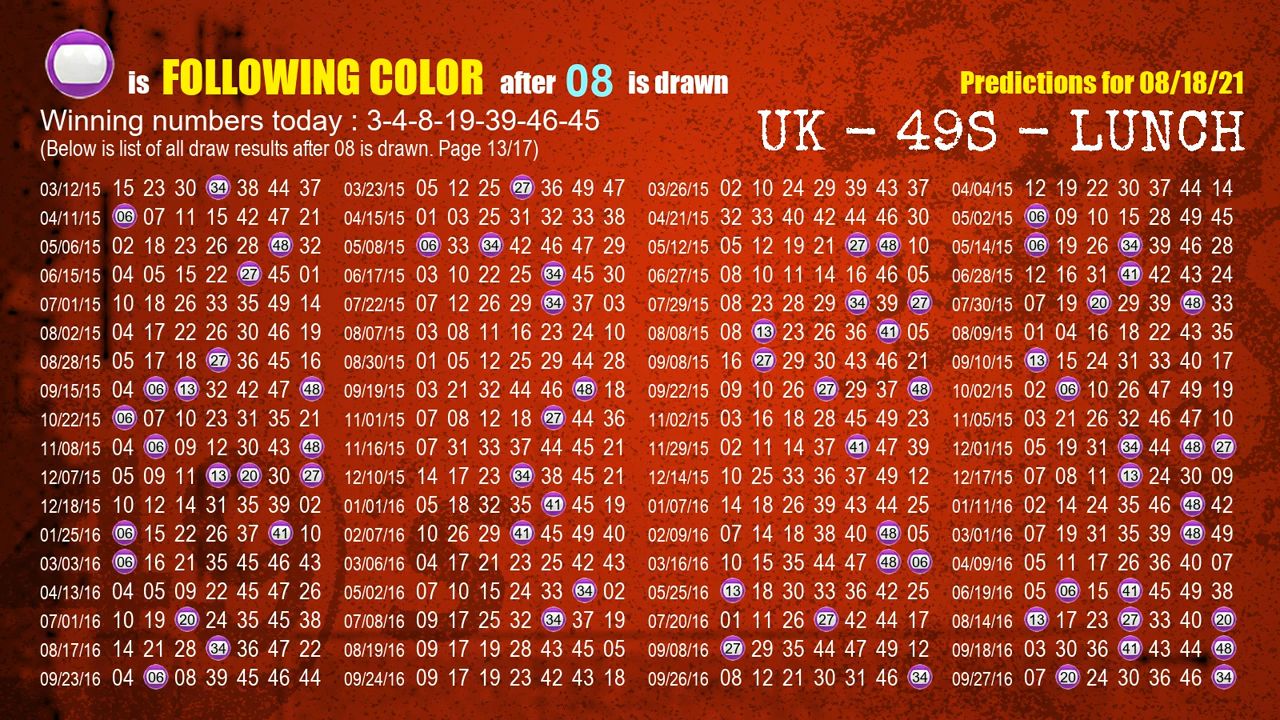 is FOLLOWING COLOR after 08 is drawn
Predictions for 08/18/21
Winning numbers today : 3-4-8-19-39-46-45
UK - 49S - LUNCH
(Below is list of all draw results after 08 is drawn. Page 13/17)
03/12/15 15 23 30 34 38 44 37 03/23/15 05 12 25 27 36 49 47 03/26/15 02 10 24 29 39 43 37 04/04/15 12 19 22 30 37 44 14
04/11/15 06 07 11 15 42 47 21 04/15/15 01 03 25 31 32 33 38 04/21/15 32 33 40 42 44 46 30 05/02/15 06 09 10 15 28 49 45
05/06/15 02 18 23 26 28 48 32 05/08/15 06 33 34 42 46 47 29 05/12/15 05 12 19 21 27 48 10 05/14/15 06 19 26 34 39 46 28
06/15/15 04 05 15 22 27 45 01 06/17/15 03 10 22 25 34 45 30 06/27/15 08 10 11 14 16 46 05 06/28/15 12 16 31 41 42 43 24
07/01/15 10 18 26 33 35 49 14 07/22/15 07 12 26 29 34 37 03 07/29/15 08 23 28 29 34 39 27 07/30/15 07 19 20 29 39 48 33
08/02/15 04 17 22 26 30 46 19 08/07/15 03 08 11 16 23 24 10 08/08/15 08 13 23 26 36 41 05 08/09/15 01 04 16 18 22 43 35
08/28/15 05 17 18 27 36 45 16 08/30/15 01 05 12 25 29 44 28 09/08/15 16 27 29 30 43 46 21 09/10/15 13 15 24 31 33 40 17
09/15/15 04 06 13 32 42 47 48 09/19/15 03 21 32 44 46 48 18 09/22/15 09 10 26 27 29 37 48 10/02/15 02 06 10 26 47 49 19
10/22/15 06 07 10 23 31 35 21 11/01/15 07 08 12 18 27 44 36 11/02/15 03 16 18 28 45 49 23 11/05/15 03 21 26 32 46 47 10
11/08/15 04 06 09 12 30 43 48 11/16/15 07 31 33 37 44 45 21 11/29/15 02 11 14 37 41 47 39 12/01/15 05 19 31 34 44 48 27
12/07/15 05 09 11 13 20 30 27 12/10/15 14 17 23 34 38 45 21 12/14/15 10 25 33 36 37 49 12 12/17/15 07 08 11 13 24 30 09
12/18/15 10 12 14 31 35 39 02 01/01/16 05 18 32 35 41 45 19 01/07/16 14 18 26 39 43 44 25 01/11/16 02 14 24 35 46 48 42
01/25/16 06 15 22 26 37 41 10 02/07/16 10 26 29 41 45 49 40 02/09/16 07 14 18 38 40 48 05 03/01/16 07 19 31 35 39 48 49
03/03/16 06 16 21 35 45 46 43 03/06/16 04 17 21 23 25 42 43 03/16/16 10 15 35 44 47 48 06 04/09/16 05 11 17 26 36 40 07
04/13/16 04 05 09 22 45 47 26 05/02/16 07 10 15 24 33 34 02 05/25/16 13 18 30 33 36 42 25 06/19/16 05 06 15 41 45 49 38
07/01/16 10 19 20 24 35 45 38 07/08/16 09 17 25 32 34 37 19 07/20/16 01 11 26 27 42 44 17 08/14/16 13 17 23 27 33 40 20
08/17/16 14 21 28 34 36 47 22 08/19/16 09 17 19 28 43 45 05 09/08/16 27 29 35 44 47 49 12 09/18/16 03 30 36 41 43 44 48
09/23/16 04 06 08 39 45 46 44 09/24/16 09 17 19 23 42 43 18 09/26/16 08 12 21 30 31 46 34 09/27/16 07 20 24 30 36 46 34